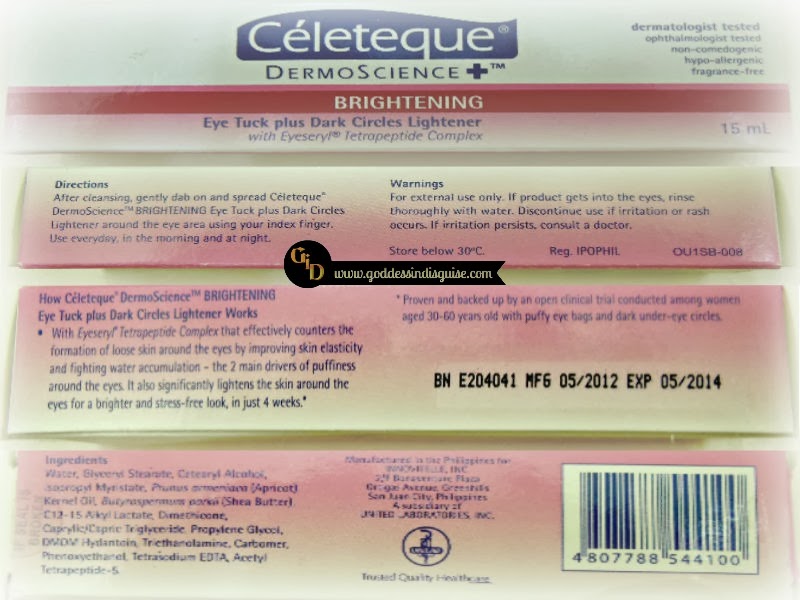 Céleteque®
DERMOSCIENCE+™
dermatologist tested
ophthalmologist tested
non-comedogenic
hypo-allergenic
fragrance-free
BRIGHTENING
Eye Tuck plus Dark Circles Lightener
with Eyeseryl® Tetrapeptide Complex
15 mL
Directions
After cleansing, gently dab on and spread Céleteque®
DermoScience™ BRIGHTENING Eye Tuck plus Dark Circles
Lightener around the eye area using your index finger.
Use everyday, in the morning and at night.
Warnings
For external use only. If product gets into the eyes, rinse
thoroughly with water. Discontinue use if irritation or rash
occurs. If irritation persists, consult a doctor.
Store below 30°C. Reg. IPOPHIL OU1SB-008
GiD www.goddessindisguise.com
How Céleteque® DermoScience™ BRIGHTENING
Eye Tuck plus Dark Circles Lightener Works
• With Eyeseryl® Tetrapeptide Complex that effectively counters the
formation of loose skin around the eyes by improving skin elasticity
and fighting water accumulation – the 2 main drivers of puffiness
around the eyes. It also significantly lightens the skin around the
eyes for a brighter and stress-free look, in just 4 weeks.*
* Proven and backed up by an open clinical trial conducted among women
aged 30-60 years old with puffy eye bags and dark under-eye circles.
BN E204041 MFG 05/2012 EXP 05/2014
Ingredients
Water, Glyceryl Stearate, Cetearyl Alcohol,
Isopropyl Myristate, Prunus armeniaca (Apricot)
Kernel Oil, Butyrospermum parkii (Shea Butter),
C12-15 Alkyl Lactate, Dimethicone,
Caprylic/Capric Triglyceride, Propylene Glycol,
DMDM Hydantoin, Triethanolamine, Carbomer,
Phenoxyethanol, Tetrasodium EDTA, Acetyl
Tetrapeptide-5.
IF SEAL IS
BROKEN
Manufactured in the Philippines for
INNOVITELLE, INC.
2/F Bonaventure Plaza
Ortigas Avenue, Greenhills
San Juan City, Philippines
A subsidiary of
UNITED LABORATORIES, INC.
UNILAB
Trusted Quality Healthcare
4 807788 544100